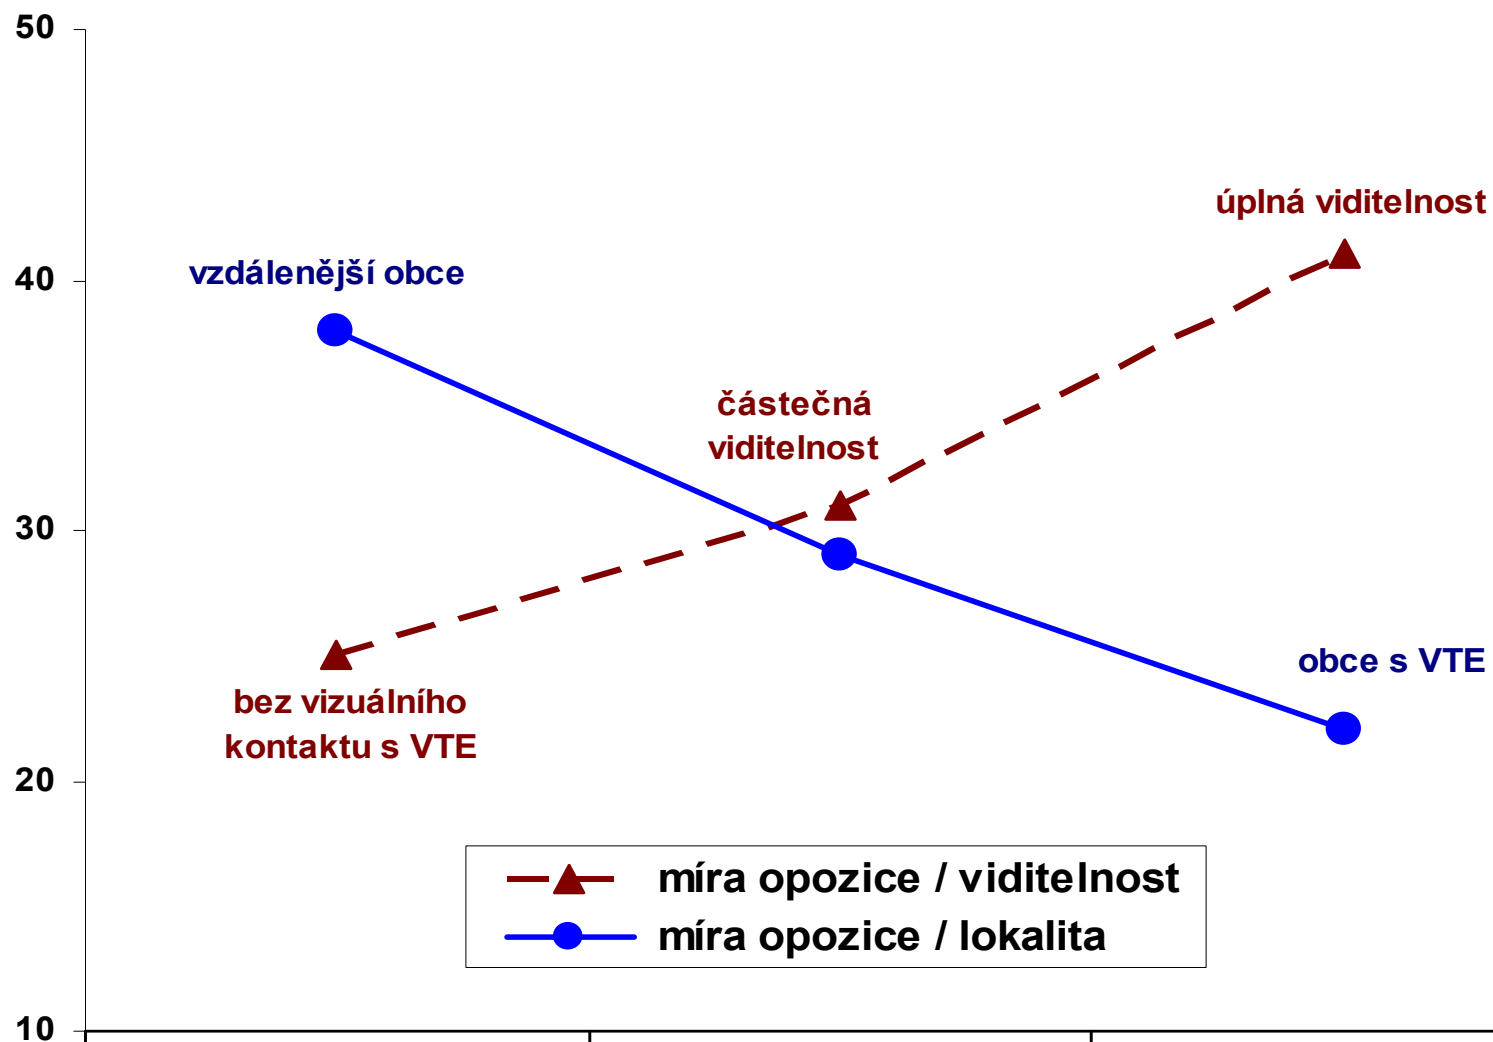 50
úplná viditelnost
vzdálenější obce
40
částečná
viditelnost
30
obce s VTE
bez vizuálního
kontaktu s VTE
20
míra opozice / viditelnost
míra opozice / lokalita
10